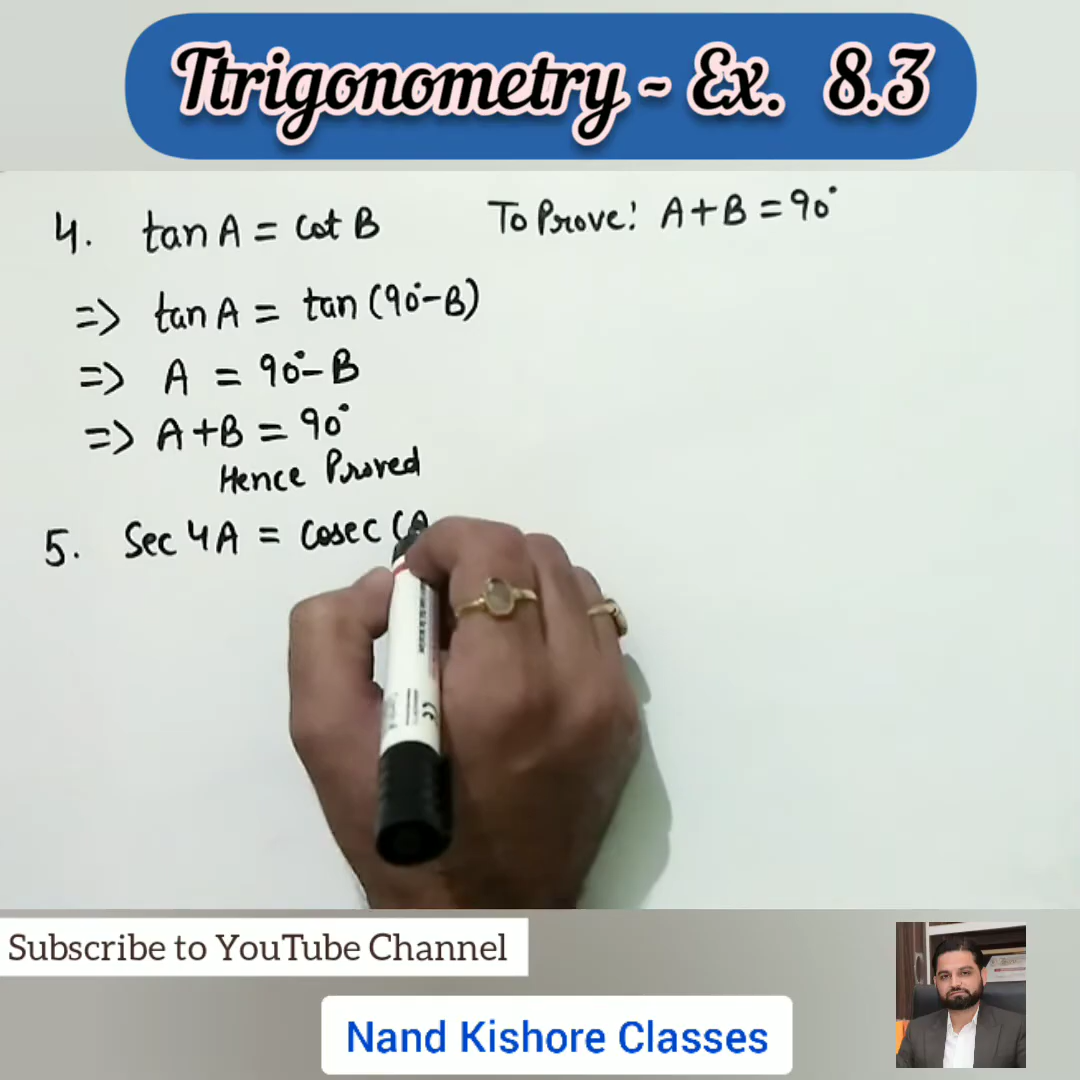 Ttrigonometry ~ Ex. 8.3
4. tan A = cot B To Prove: A+B = 90°
=> tan A = tan (90°-B)
=> A = 90°-B
=> A+B = 90°
Hence Proved
5. Sec 4A = Cosec (A
Subscribe to YouTube Channel
Nand Kishore Classes